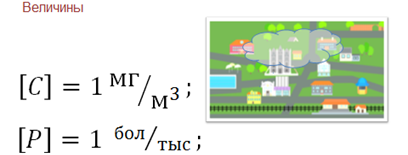 Величины
[C] = 1 мг/м³ ;
[P] = 1 бол/тыс ;